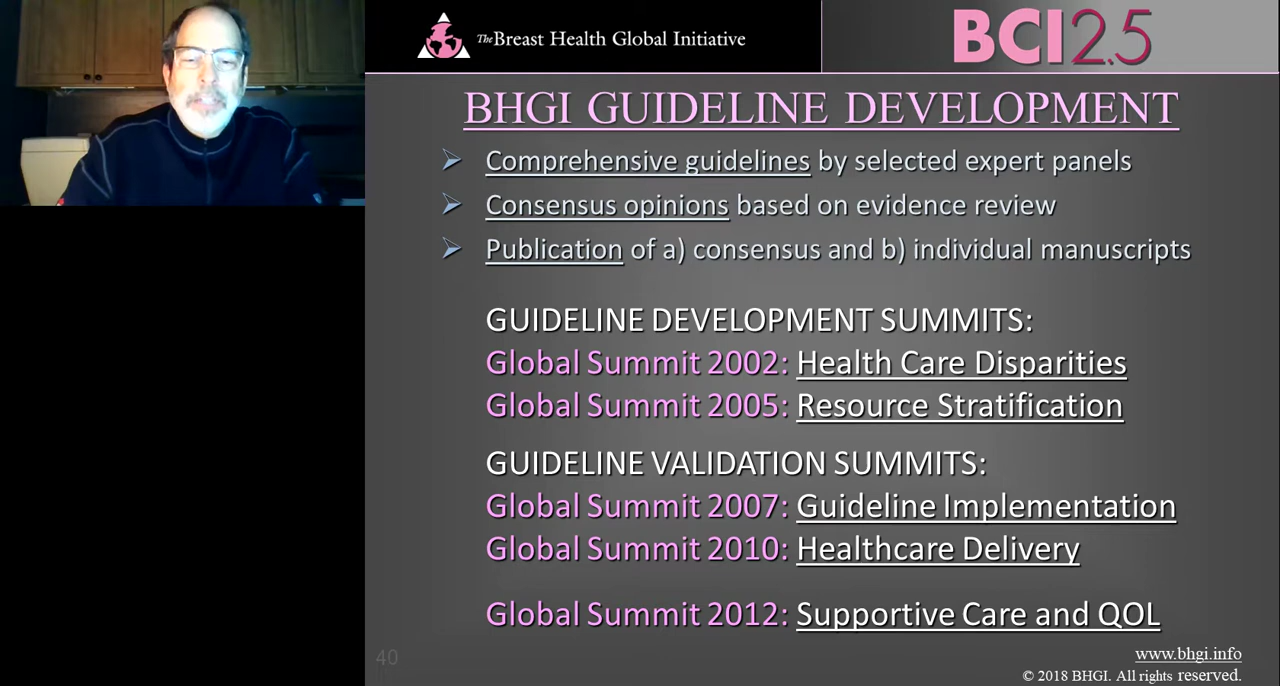 The Breast Health Global Initiative
BCI2.5
BHGI GUIDELINE DEVELOPMENT
Comprehensive guidelines by selected expert panels
Consensus opinions based on evidence review
Publication of a) consensus and b) individual manuscripts
GUIDELINE DEVELOPMENT SUMMITS:
Global Summit 2002: Health Care Disparities
Global Summit 2005: Resource Stratification
GUIDELINE VALIDATION SUMMITS:
Global Summit 2007: Guideline Implementation
Global Summit 2010: Healthcare Delivery
Global Summit 2012: Supportive Care and QOL
40
www.bhgi.info
© 2018 BHGI. All rights reserved.